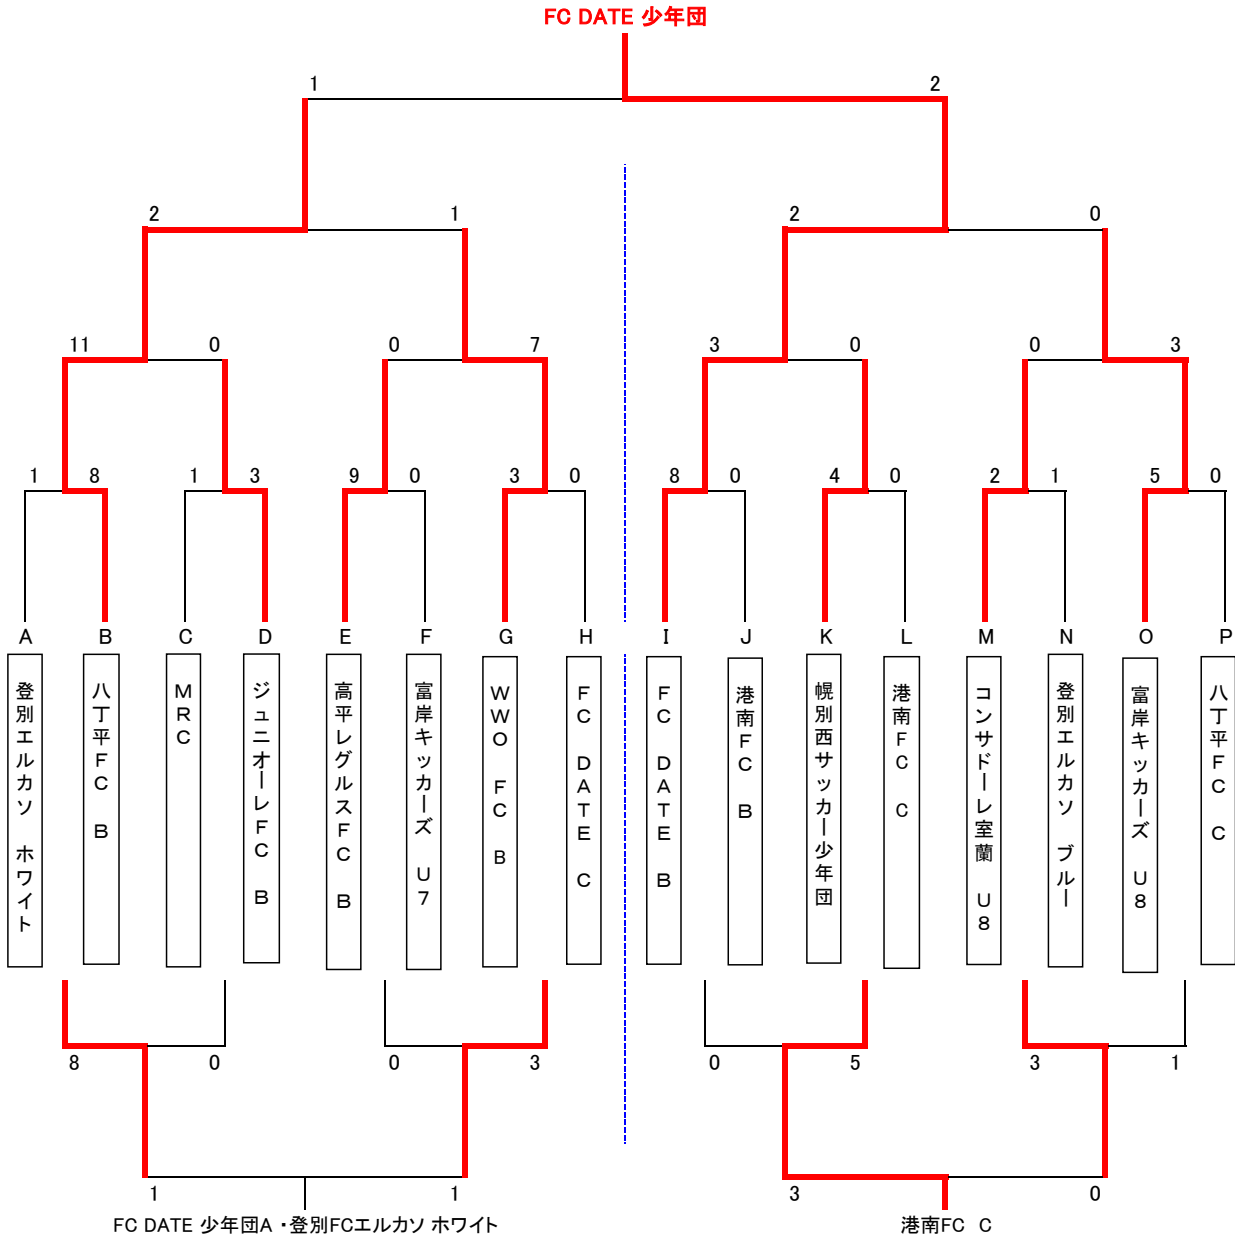 FC DATE 少年団
1 2
2 1 2 0
11 0 0 7 3 0 0 3
1 8 1 3 9 0 3 0 8 0 4 0 2 1 5 0
A B C D E F G H I J K L M N O P
登別エルカソ ホワイト
八丁平FC B
MRC
ジュニオーレFC B
高平レグルスFC B
富岸キッカーズ U7
WWO FC B
FC DATE C
FC DATE B
港南FC B
幌別西サッカー少年団
港南FC C
コンサドーレ室蘭 U8
登別エルカソ ブルー
富岸キッカーズ U8
八丁平FC C
8 0 0 3 0 5 3 1
1 1 3 0
FC DATE 少年団A ・登別FCエルカソ ホワイト
港南FC C